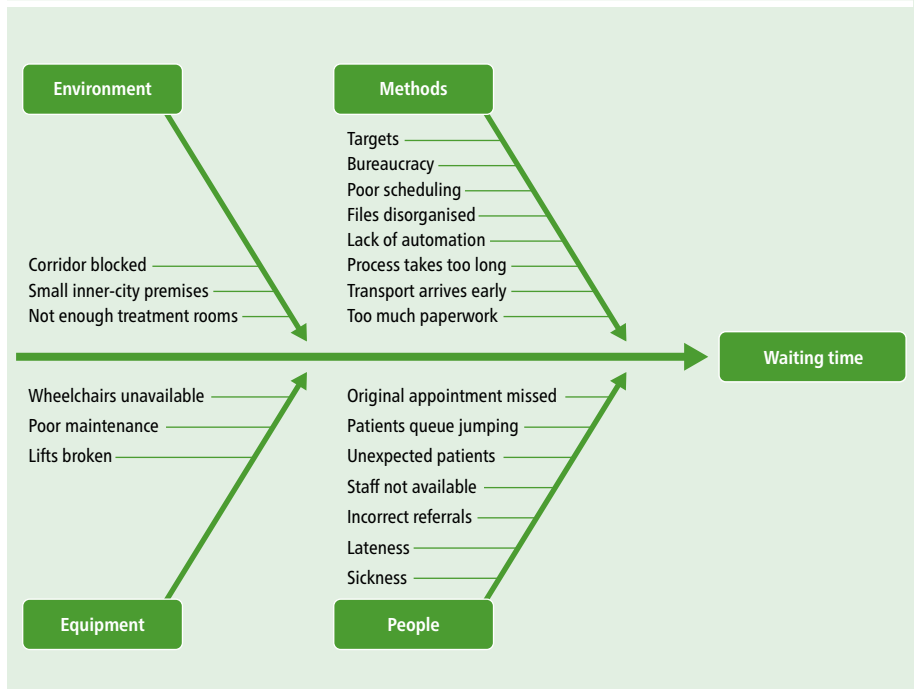 Environment
Methods
Targets
Bureaucracy
Poor scheduling
Files disorganised
Lack of automation
Corridor blocked
Process takes too long
Small inner-city premises
Transport arrives early
Not enough treatment rooms
Too much paperwork
Waiting time
Wheelchairs unavailable
Original appointment missed
Poor maintenance
Patients queue jumping
Lifts broken
Unexpected patients
Staff not available
Incorrect referrals
Lateness
Sickness
Equipment
People